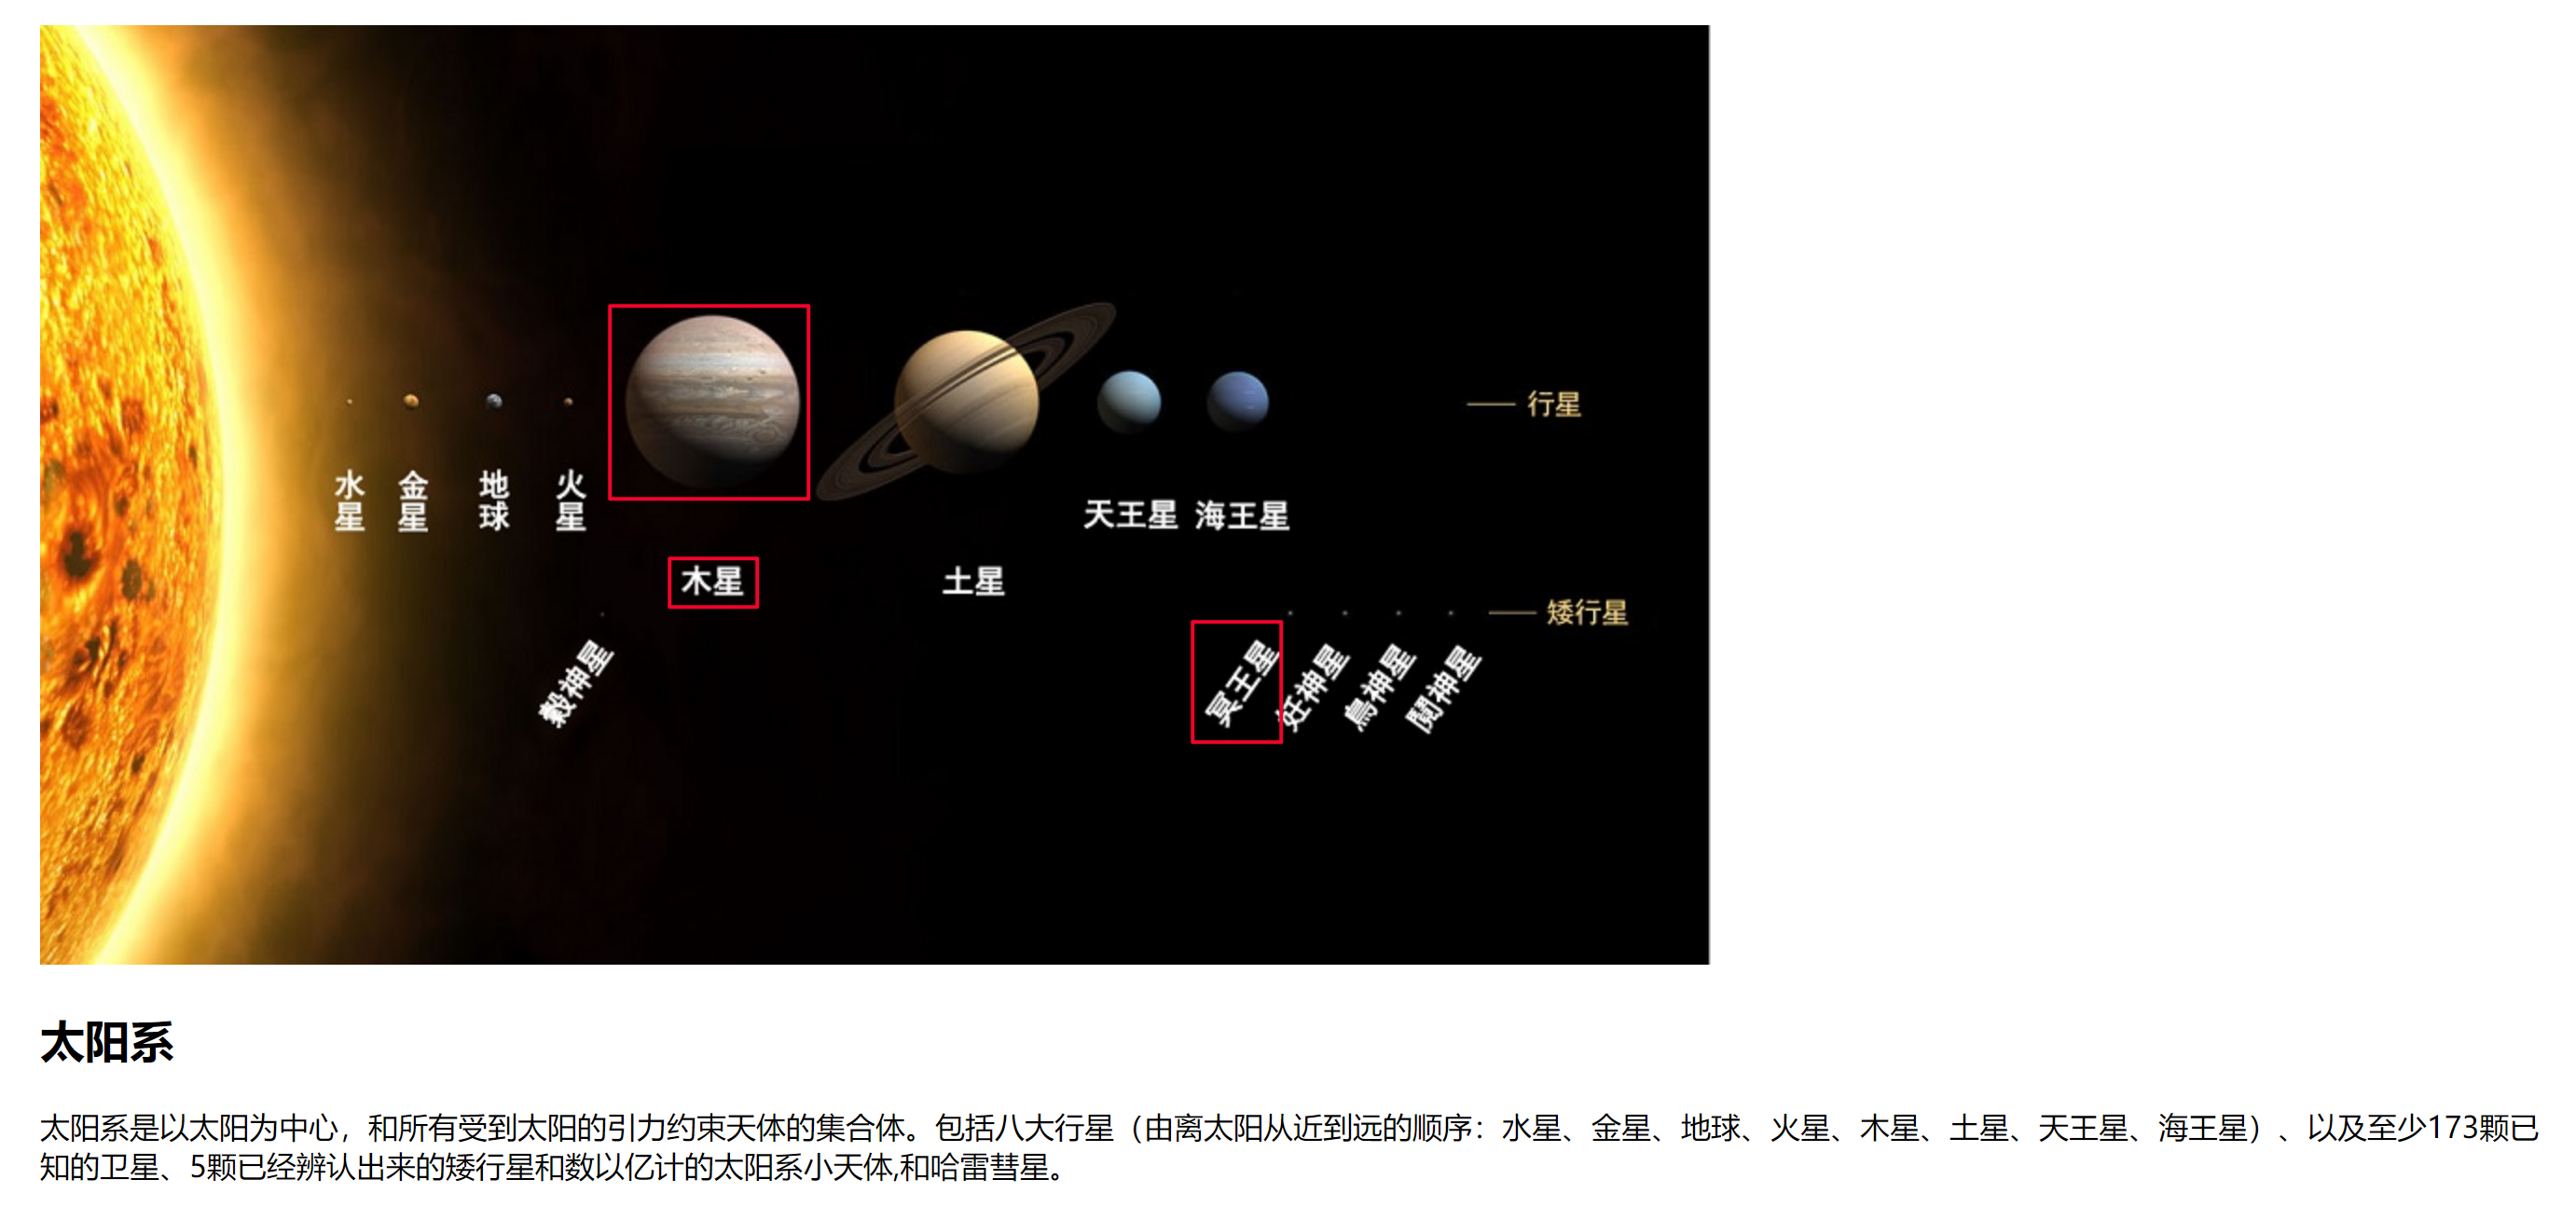 行星
水星
金星
地球
火星
天王星
海王星
木星
土星
矮行星
穀神星
冥王星
妊神星
鳥神星
鬩神星
太阳系
太阳系是以太阳为中心，和所有受到太阳的引力约束天体的集合体。包括八大行星（由离太阳从近到远的顺序：水星、金星、地球、火星、木星、土星、天王星、海王星）、以及至少173颗已
知的卫星、5颗已经辨认出来的矮行星和数以亿计的太阳系小天体,和哈雷彗星。